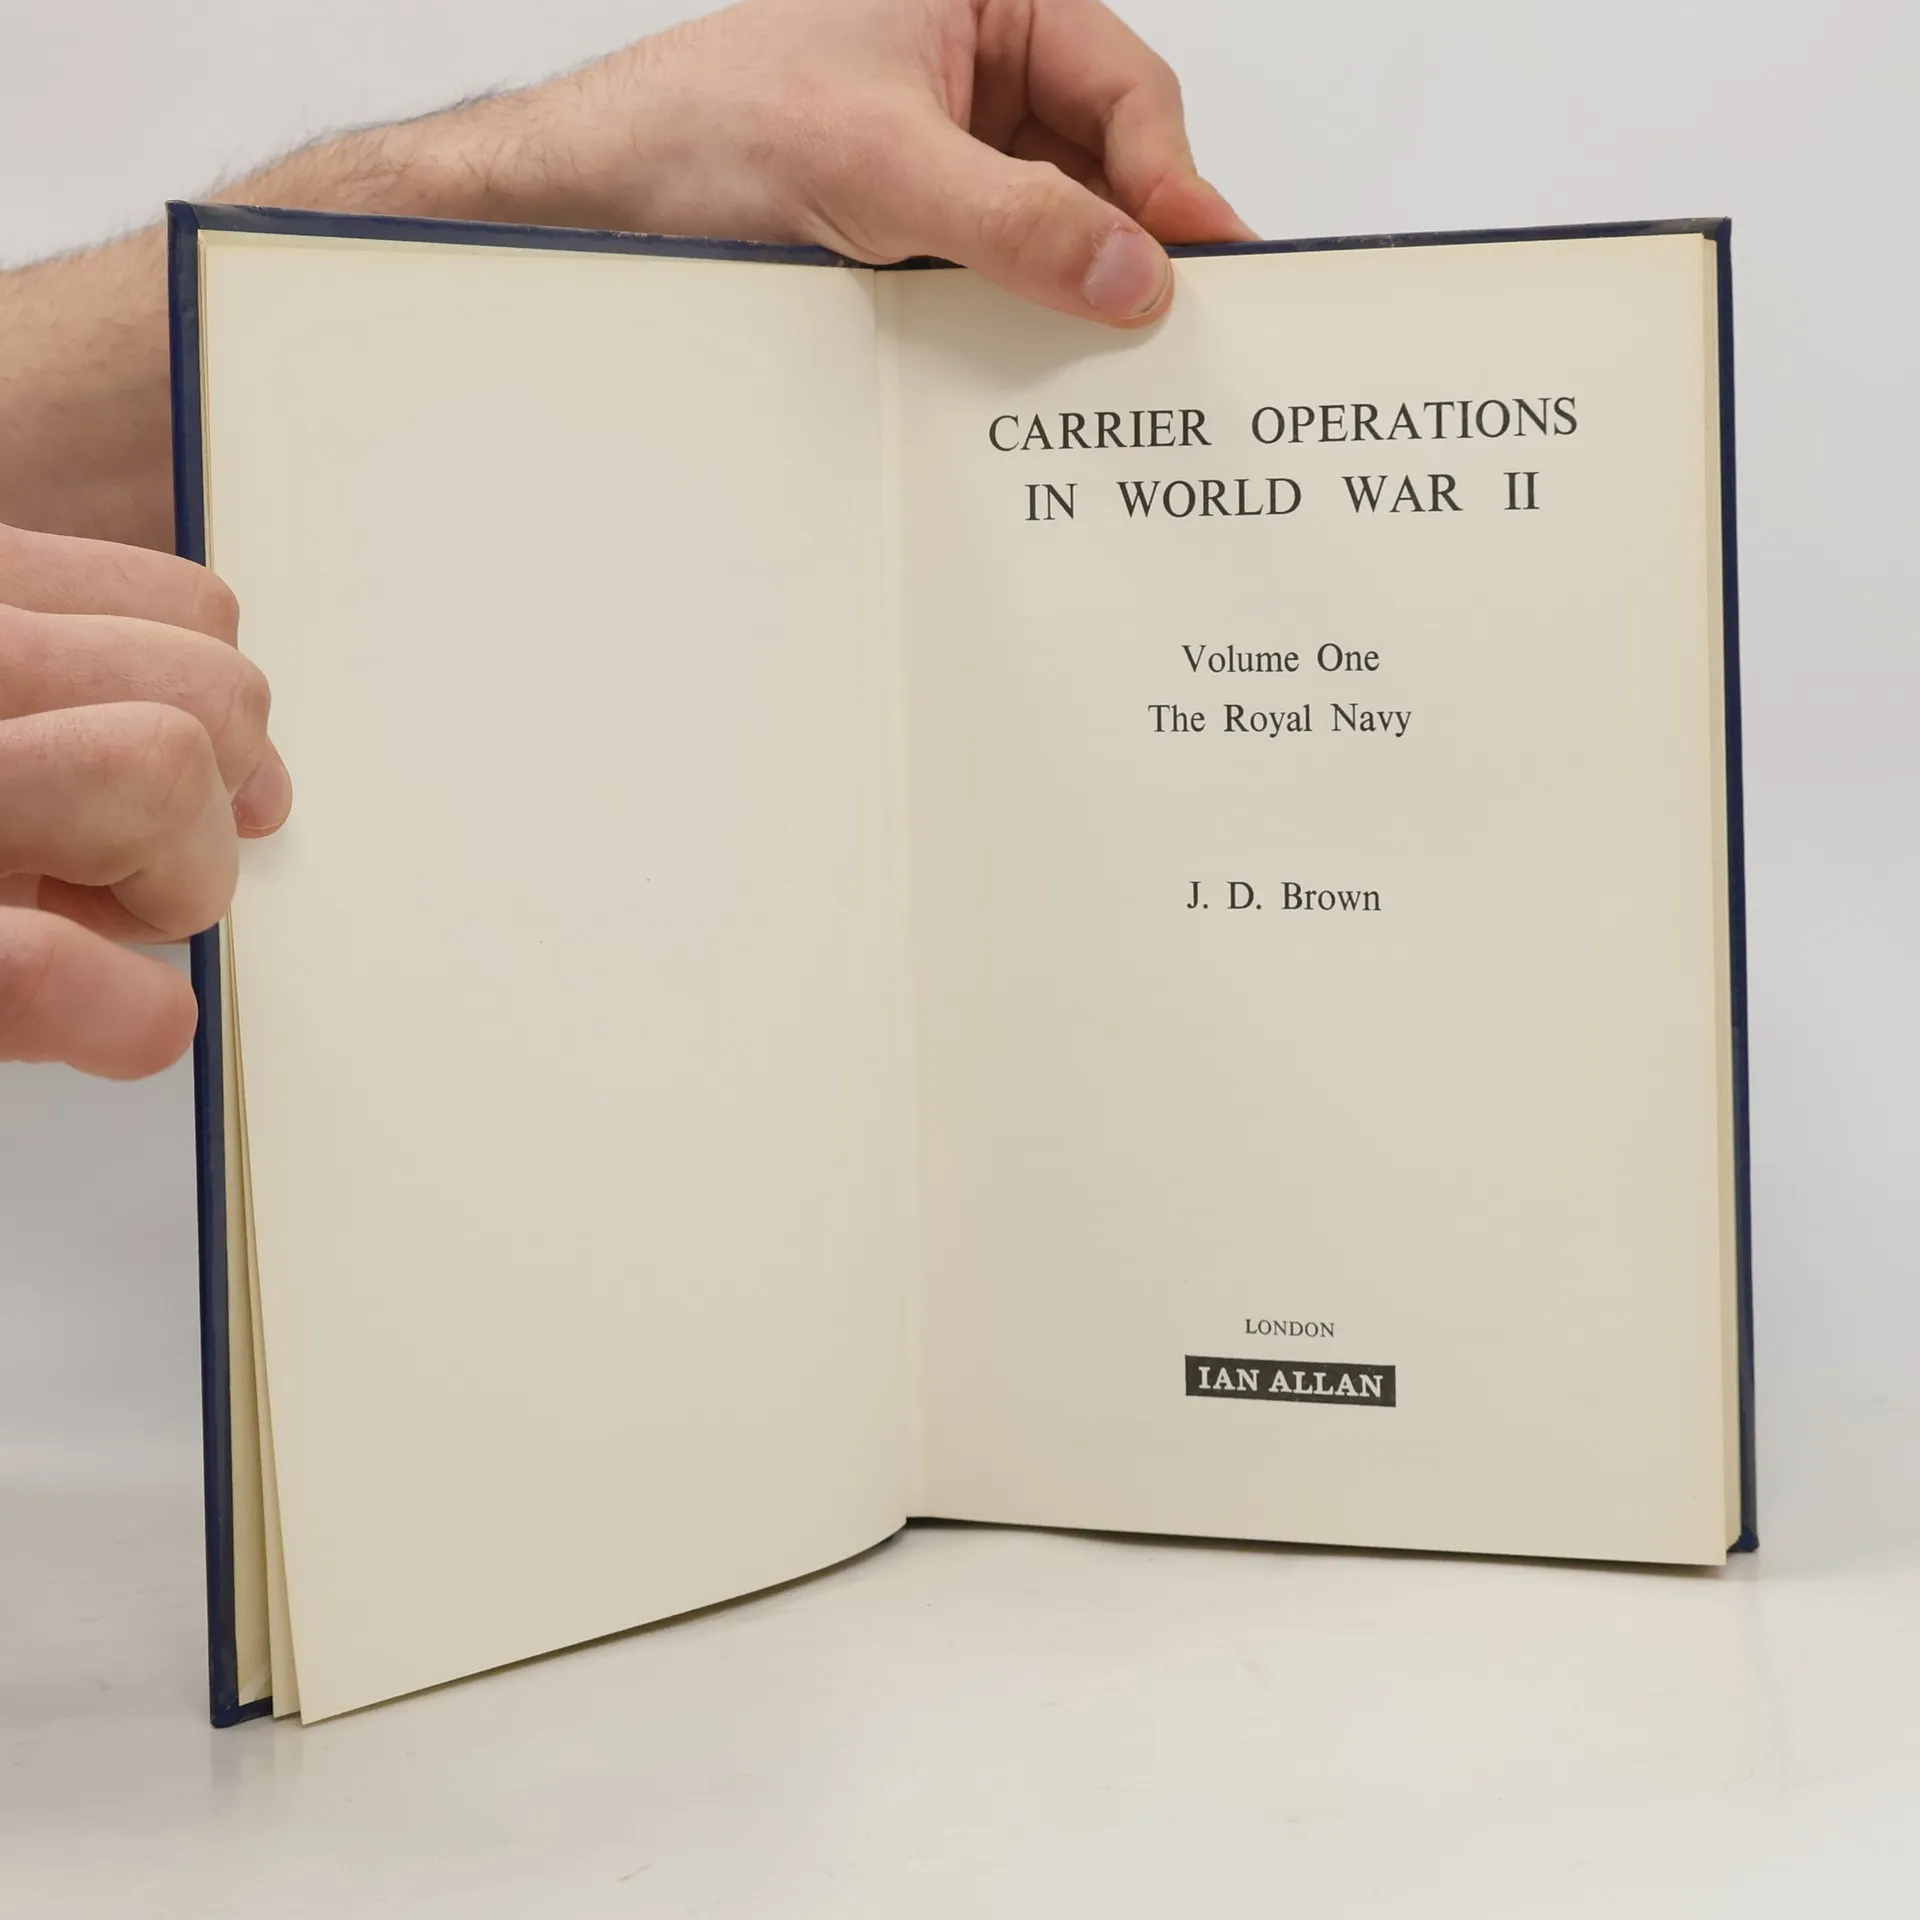 CARRIER OPERATIONS
IN WORLD WAR II
Volume One
The Royal Navy
J. D. Brown
LONDON
IAN ALLAN